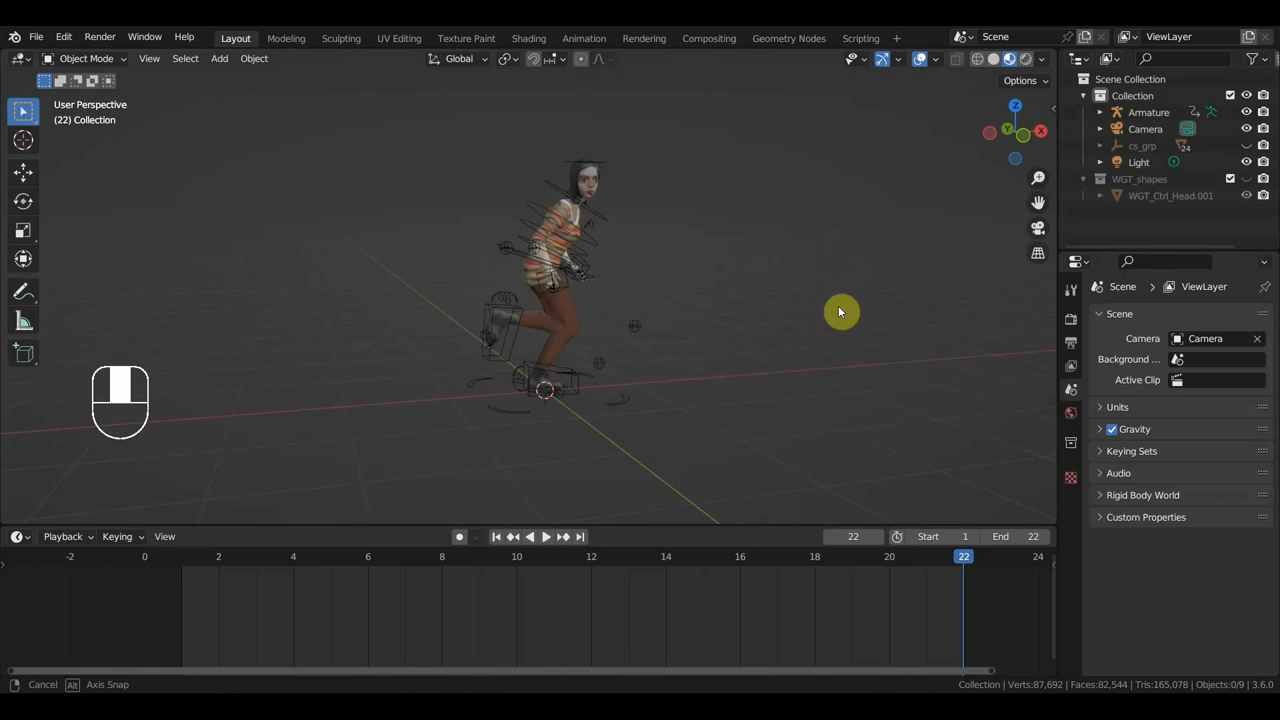 File Edit Render Window Help Layout Modeling Sculpting UV Editing Texture Paint Shading Animation Rendering Compositing Geometry Nodes Scripting + Scene ViewLayer
Object Mode View Select Add Object Global
Options
User Perspective
(22) Collection
Z
Y
X
Scene Collection
Collection
Armature
Camera
cs_grp 24
Light
WGT_shapes
WGT_Ctrl_Head.001
Scene > ViewLayer
Scene
Camera Camera
Background ...
Active Clip
Units
Gravity
Keying Sets
Audio
Rigid Body World
Custom Properties
Playback Keying View 22 Start 1 End 22
-2 0 2 4 6 8 10 12 14 16 18 20 22 24
Cancel Alt Axis Snap Collection | Verts:87,692 | Faces:82,544 | Tris:165,078 | Objects:0/9 | 3.6.0